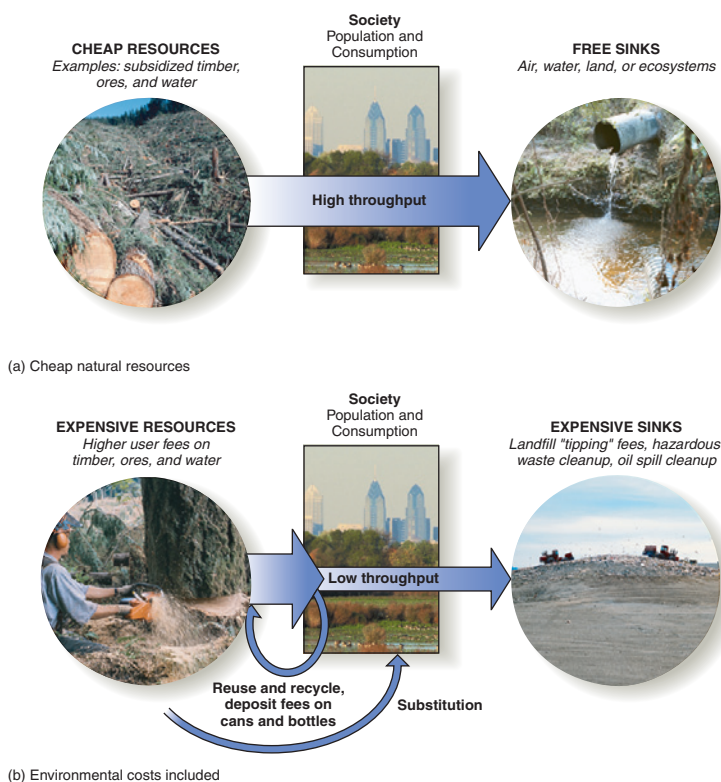 Society
Population and
Consumption
CHEAP RESOURCES
Examples: subsidized timber,
ores, and water
FREE SINKS
Air, water, land, or ecosystems
High throughput
(a) Cheap natural resources
Society
Population and
Consumption
EXPENSIVE RESOURCES
Higher user fees on
timber, ores, and water
EXPENSIVE SINKS
Landfill "tipping" fees, hazardous
waste cleanup, oil spill cleanup
Low throughput
Reuse and recycle,
deposit fees on
cans and bottles
Substitution
(b) Environmental costs included